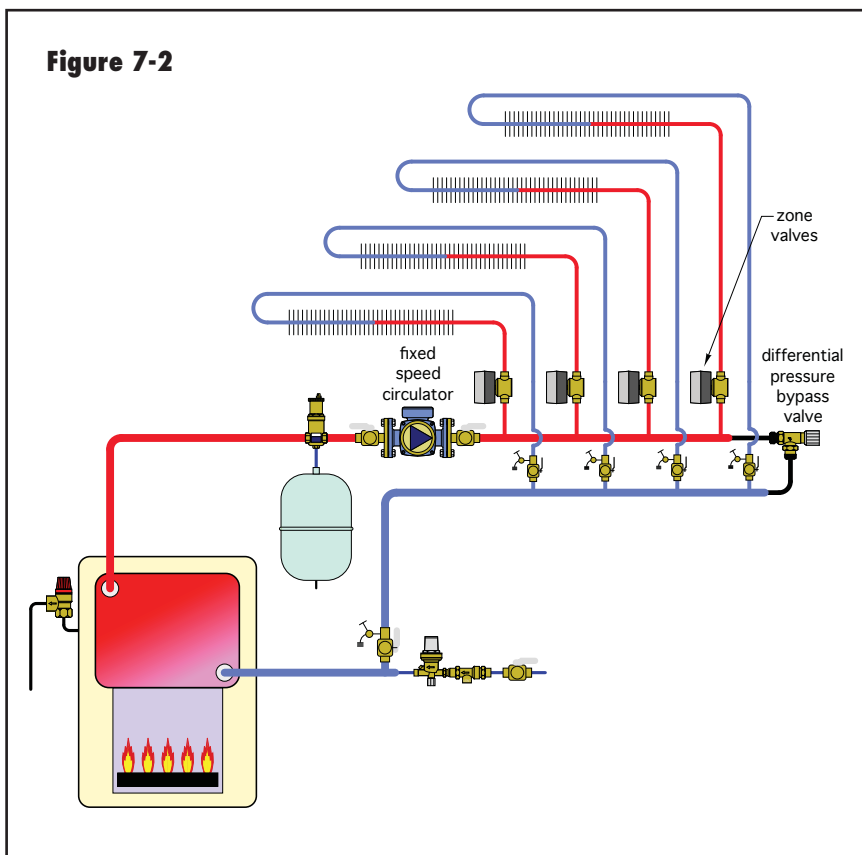 Figure 7-2
zone
valves
fixed
speed
circulator
differential
pressure
bypass
valve